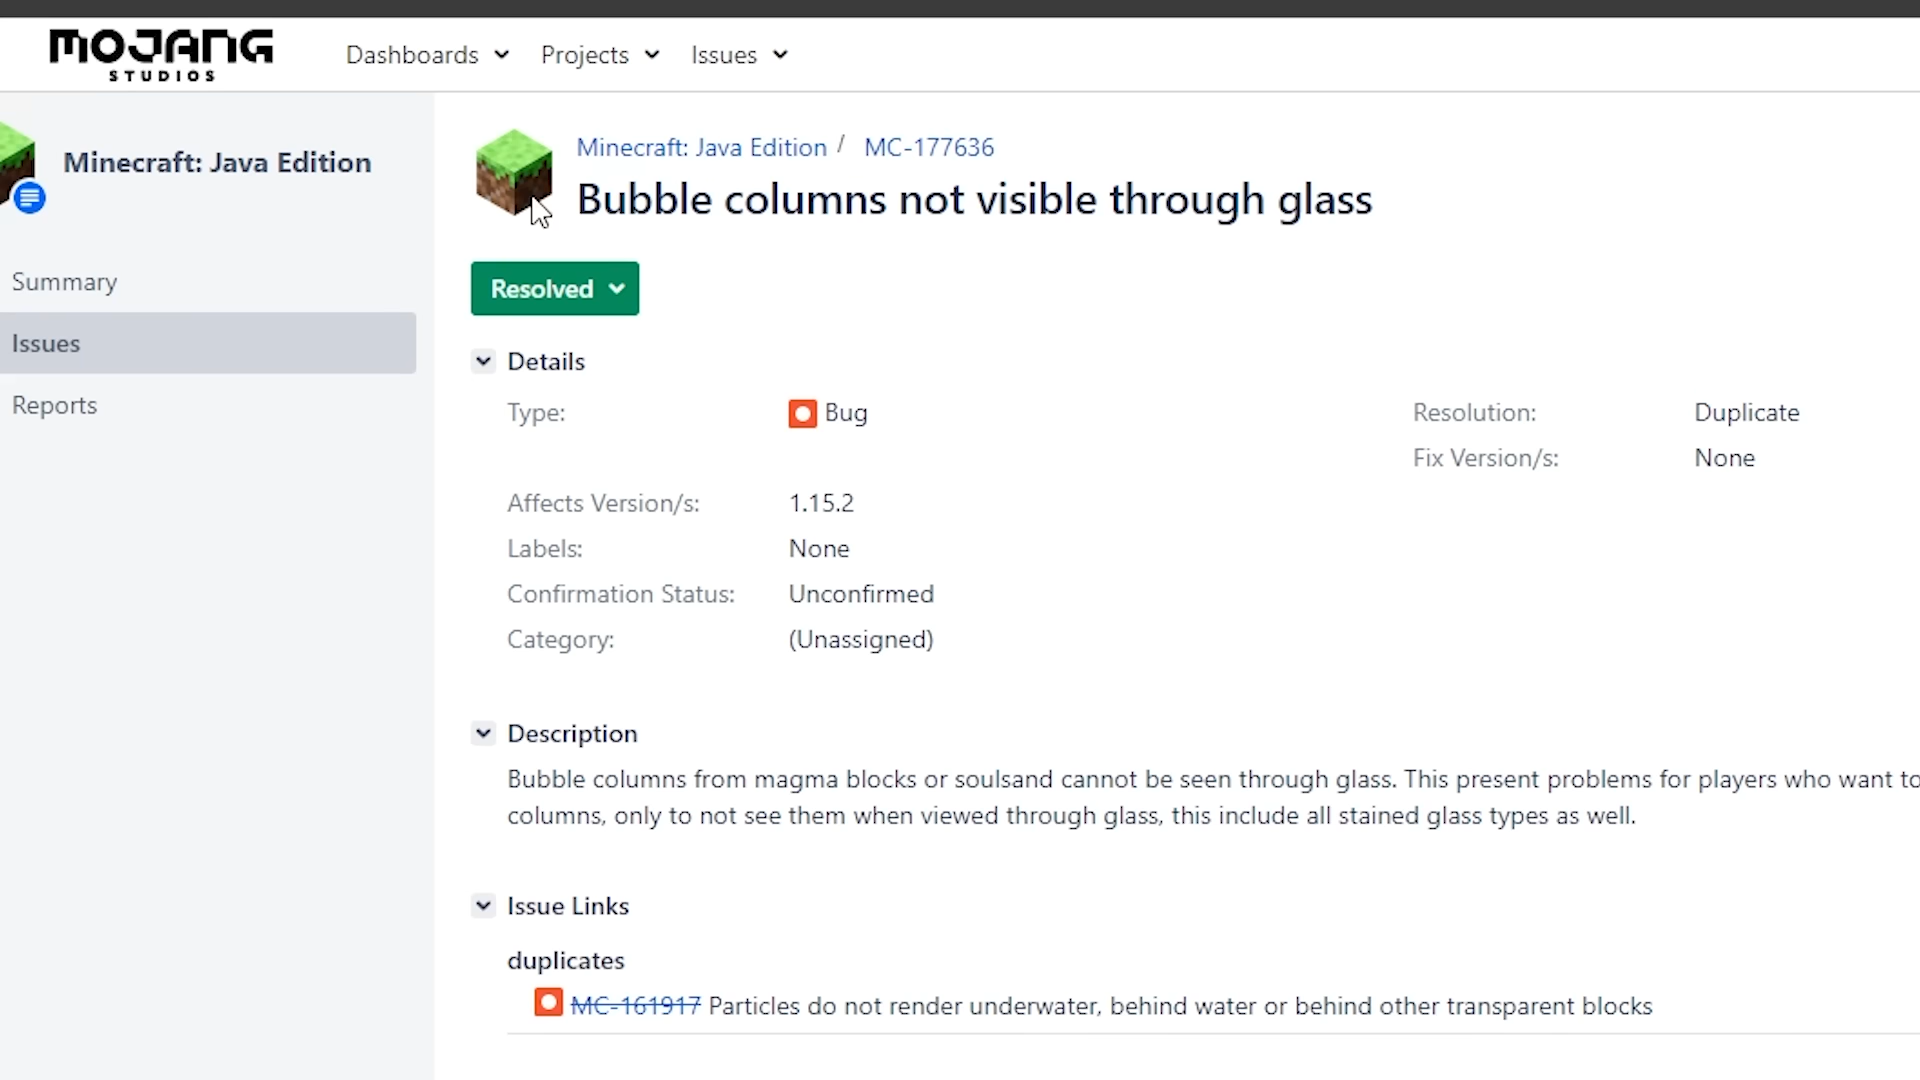 MOJANG
STUDIOS
Dashboards
Projects
Issues
Minecraft: Java Edition
Summary
Issues
Reports
Minecraft: Java Edition / MC-177636
Bubble columns not visible through glass
Resolved
Details
Type: Bug
Resolution: Duplicate
Fix Version/s: None
Affects Version/s: 1.15.2
Labels: None
Confirmation Status: Unconfirmed
Category: (Unassigned)
Description
Bubble columns from magma blocks or soulsand cannot be seen through glass. This present problems for players who want to
columns, only to not see them when viewed through glass, this include all stained glass types as well.
Issue Links
duplicates
MC-161917 Particles do not render underwater, behind water or behind other transparent blocks